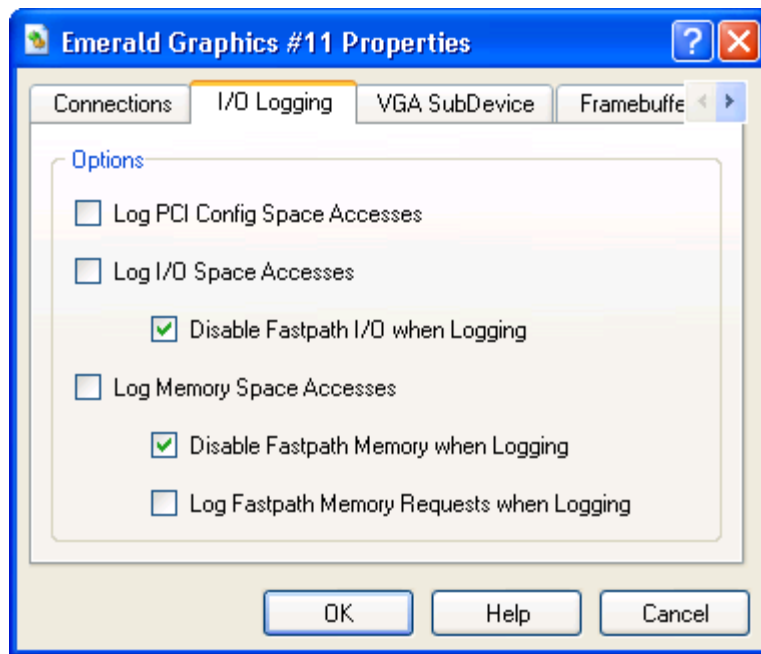 Emerald Graphics #11 Properties
Connections I/O Logging VGA SubDevice Framebuffe
Options
Log PCI Config Space Accesses
Log I/O Space Accesses
Disable Fastpath I/O when Logging
Log Memory Space Accesses
Disable Fastpath Memory when Logging
Log Fastpath Memory Requests when Logging
OK Help Cancel